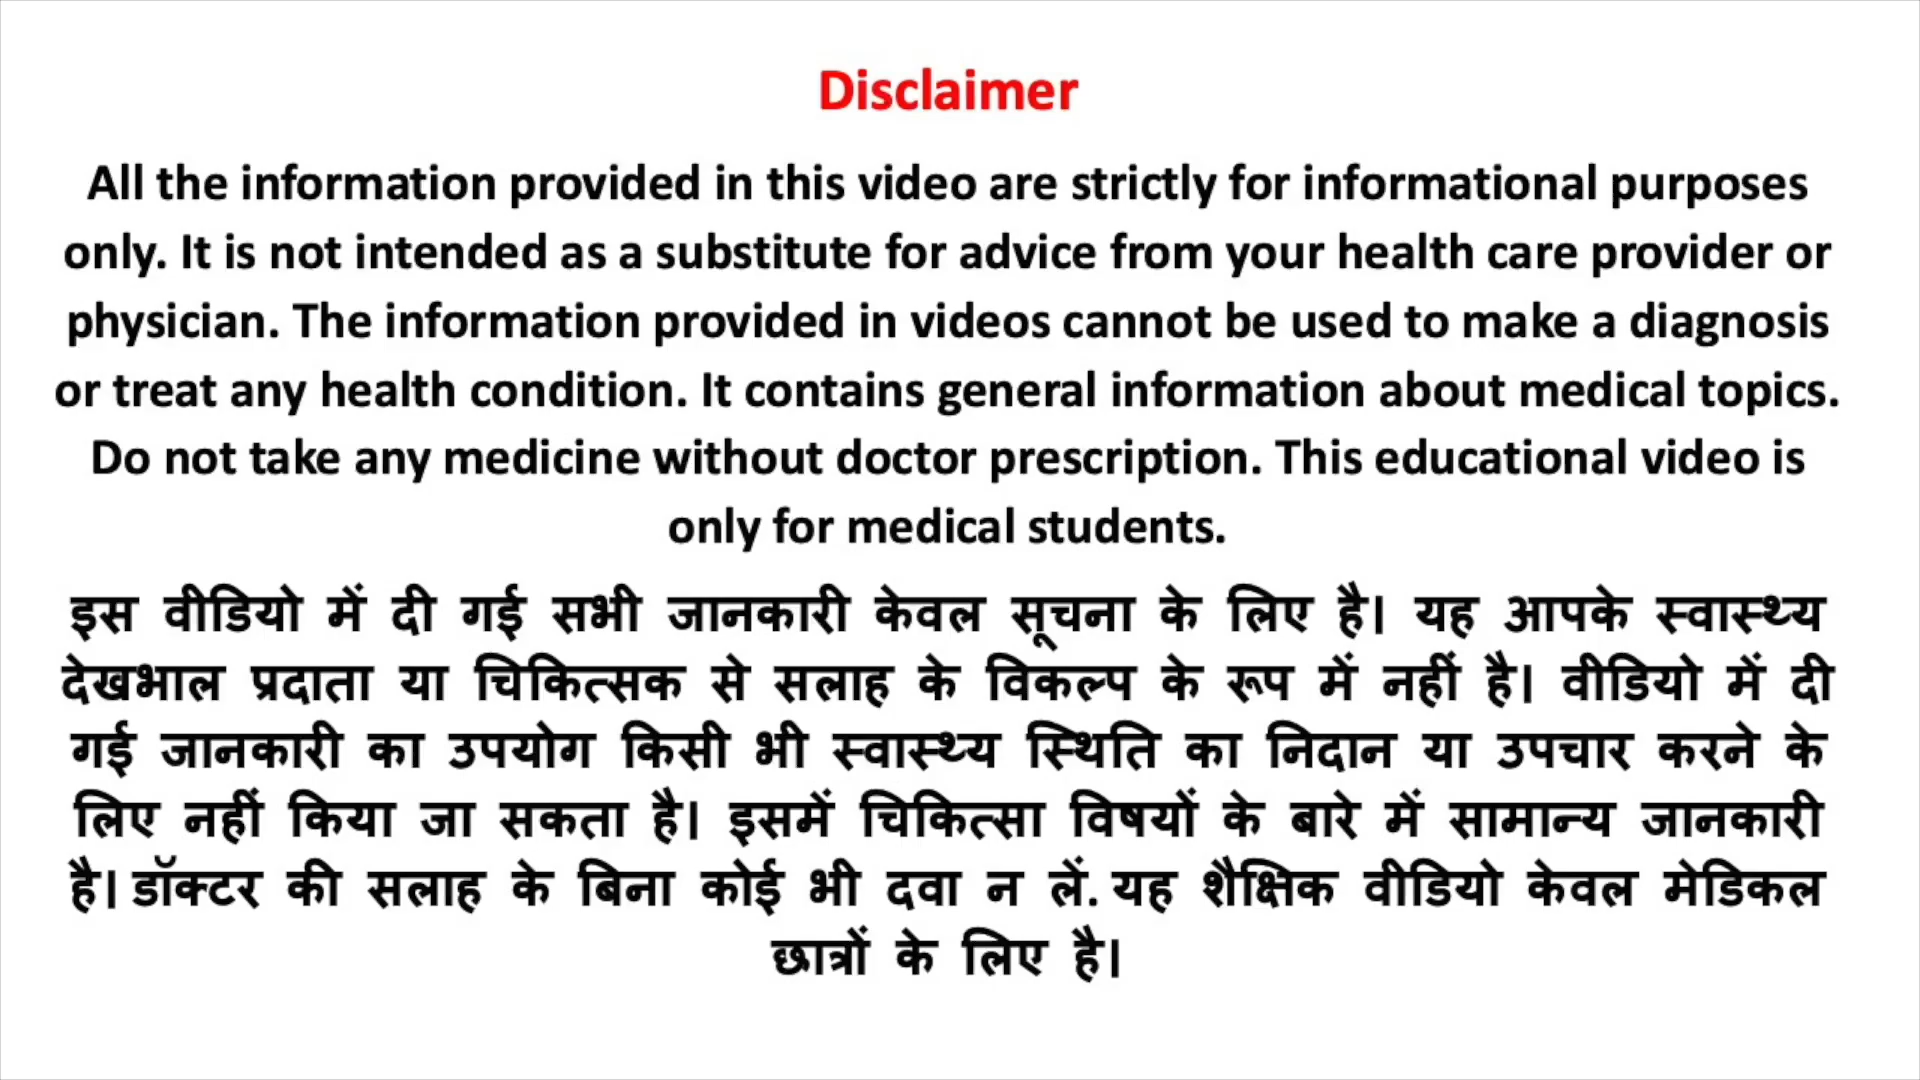 Disclaimer
All the information provided in this video are strictly for informational purposes
only. It is not intended as a substitute for advice from your health care provider or
physician. The information provided in videos cannot be used to make a diagnosis
or treat any health condition. It contains general information about medical topics.
Do not take any medicine without doctor prescription. This educational video is
only for medical students.
इस वीडियो में दी गई सभी जानकारी केवल सूचना के लिए है। यह आपके स्वास्थ्य
देखभाल प्रदाता या चिकित्सक से सलाह के विकल्प के रूप में नहीं है। वीडियो में दी
गई जानकारी का उपयोग किसी भी स्वास्थ्य स्थिति का निदान या उपचार करने के
लिए नहीं किया जा सकता है। इसमें चिकित्सा विषयों के बारे में सामान्य जानकारी
है। डॉक्टर की सलाह के बिना कोई भी दवा न लें. यह शैक्षिक वीडियो केवल मेडिकल
छात्रों के लिए है।